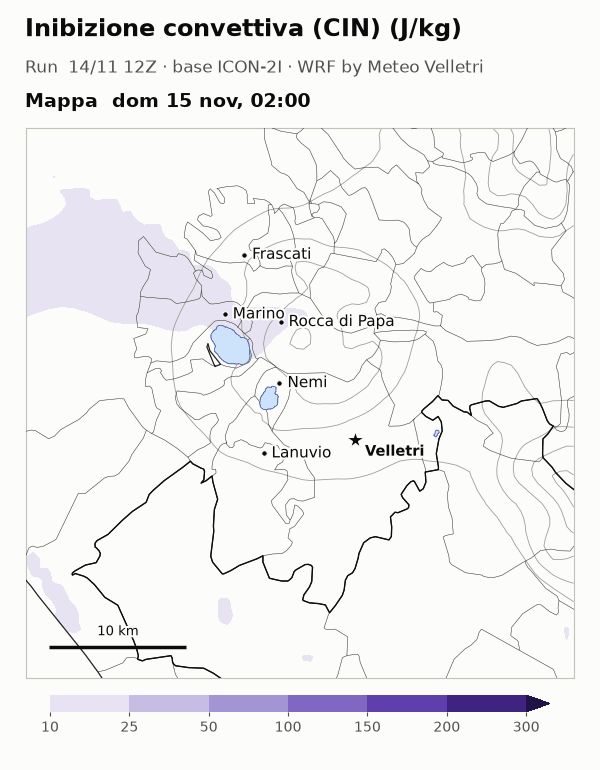 Inibizione convettiva (CIN) (J/kg)
Run  14/11 12Z · base ICON-2I · WRF by Meteo Velletri
Mappa  dom 15 nov, 02:00
Frascati
Marino
Rocca di Papa
Nemi
Velletri
Lanuvio
10 km
10 25 50 100 150 200 300